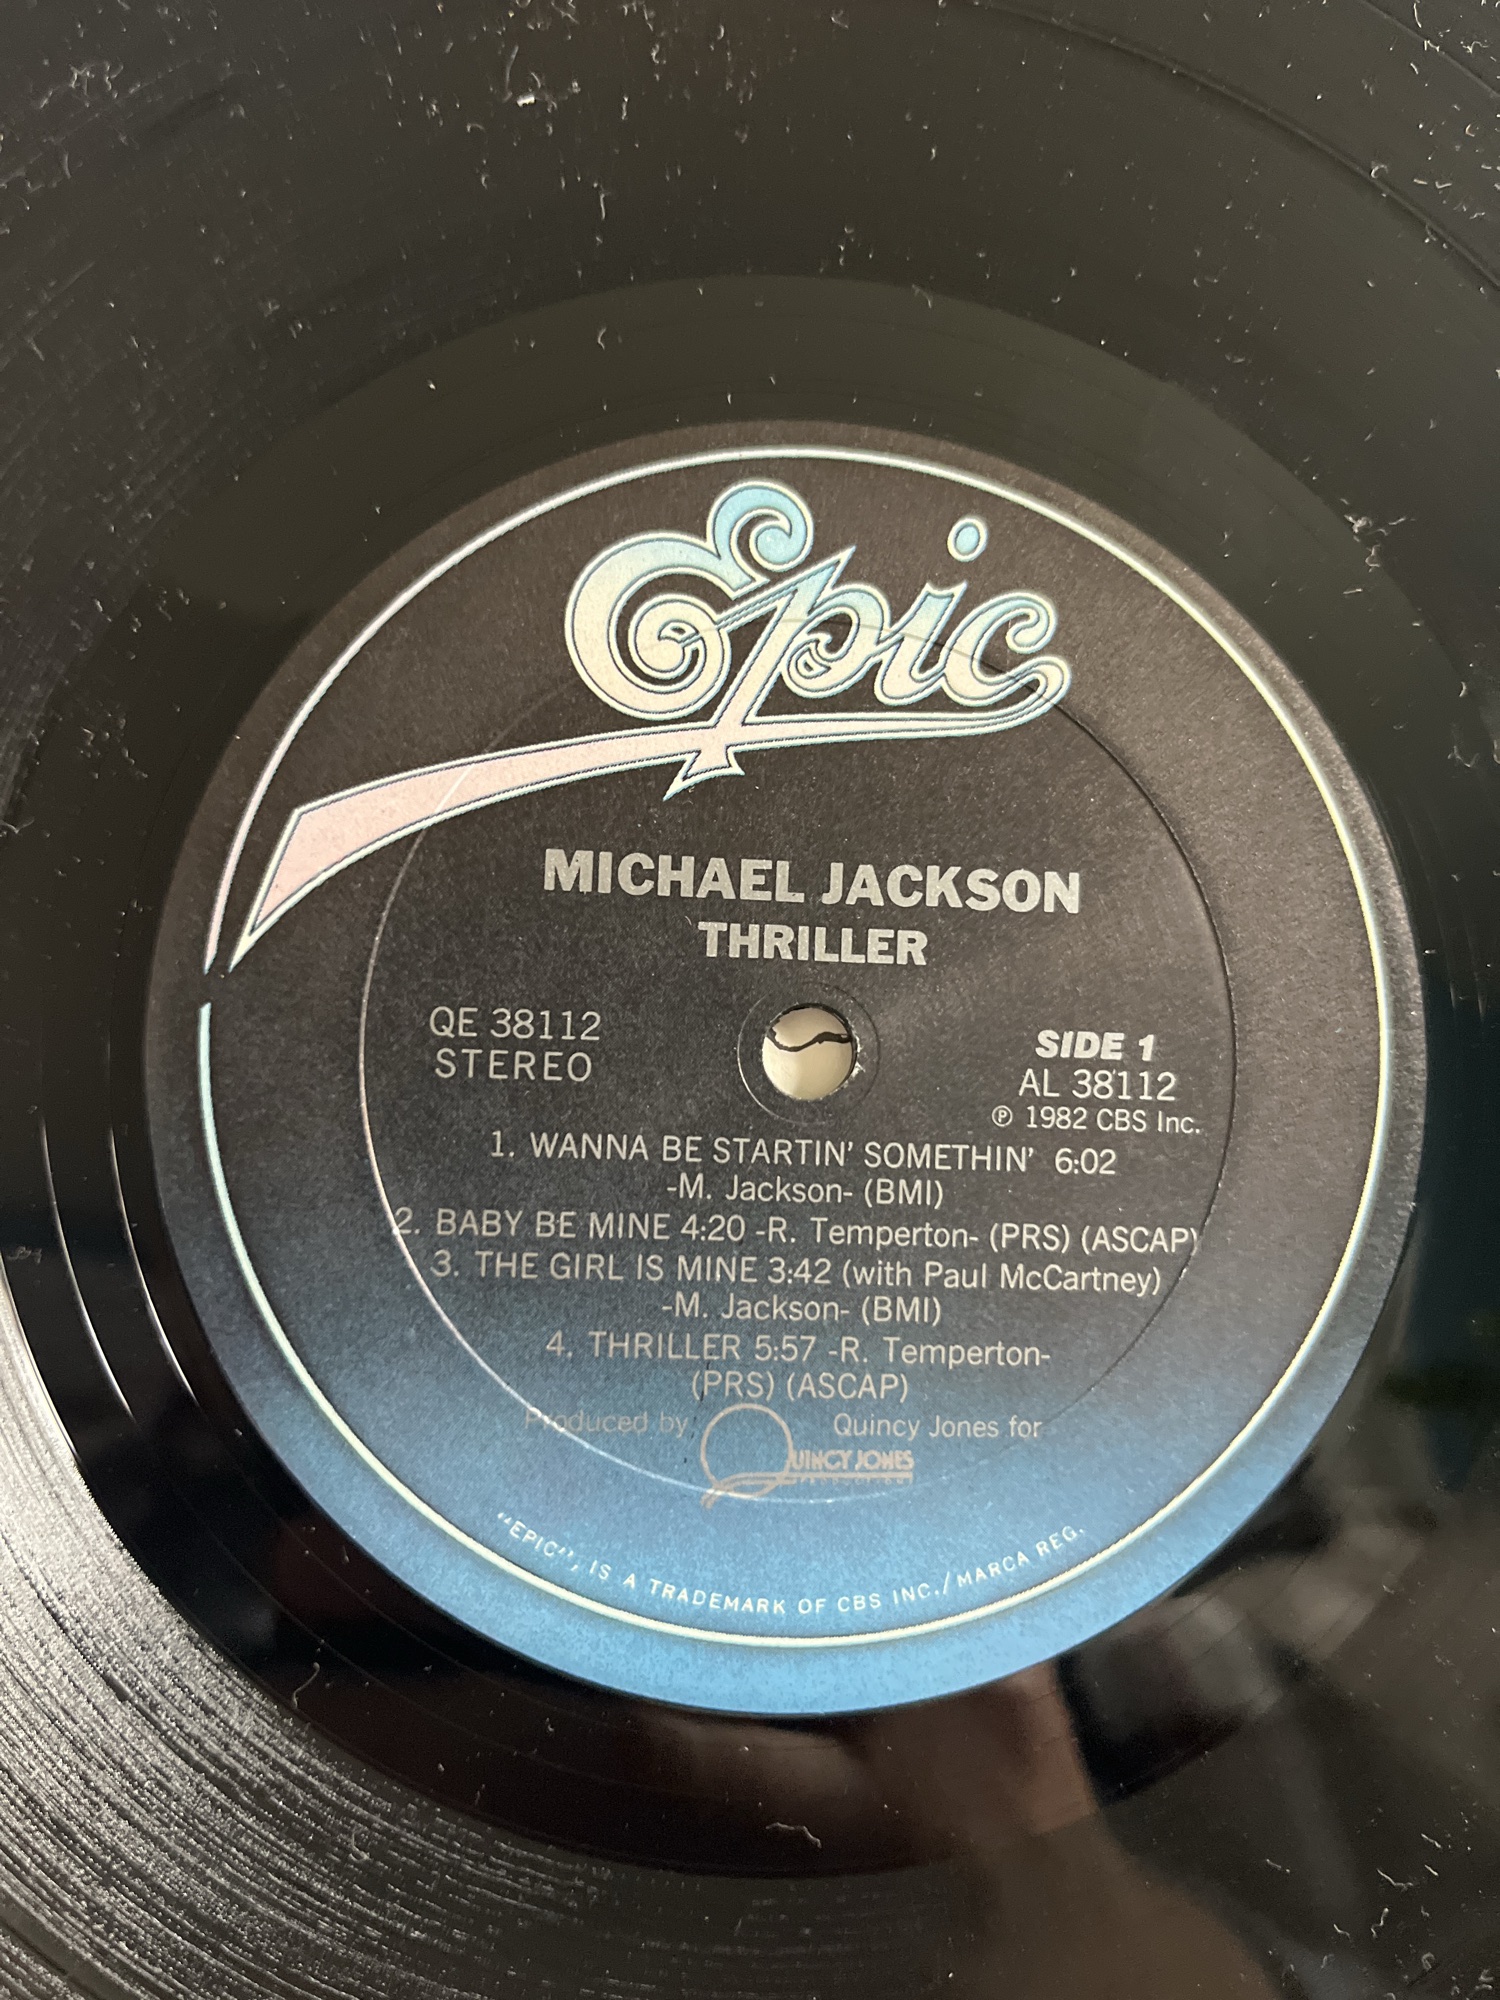 Epic
MICHAEL JACKSON
THRILLER
QE 38112
STEREO
SIDE 1
AL 38112
℗ 1982 CBS Inc.
1. WANNA BE STARTIN' SOMETHIN' 6:02
-M. Jackson- (BMI)
2. BABY BE MINE 4:20 -R. Temperton- (PRS) (ASCAP)
3. THE GIRL IS MINE 3:42 (with Paul McCartney)
-M. Jackson- (BMI)
4. THRILLER 5:57 -R. Temperton-
(PRS) (ASCAP)
Produced by Quincy Jones for
QUINCY JONES
"EPIC", IS A TRADEMARK OF CBS INC./MARCA REG.